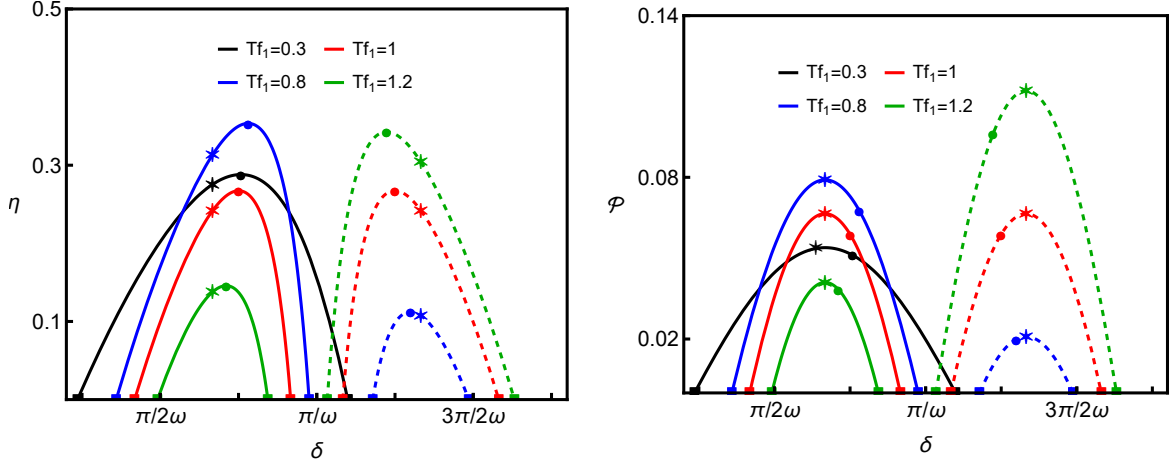 0.5
0.3
0.1
η
Tf₁=0.3 Tf₁=1
Tf₁=0.8 Tf₁=1.2
π/2ω π/ω 3π/2ω
δ
0.14
0.08
0.02
𝒫
Tf₁=0.3 Tf₁=1
Tf₁=0.8 Tf₁=1.2
π/2ω π/ω 3π/2ω
δ